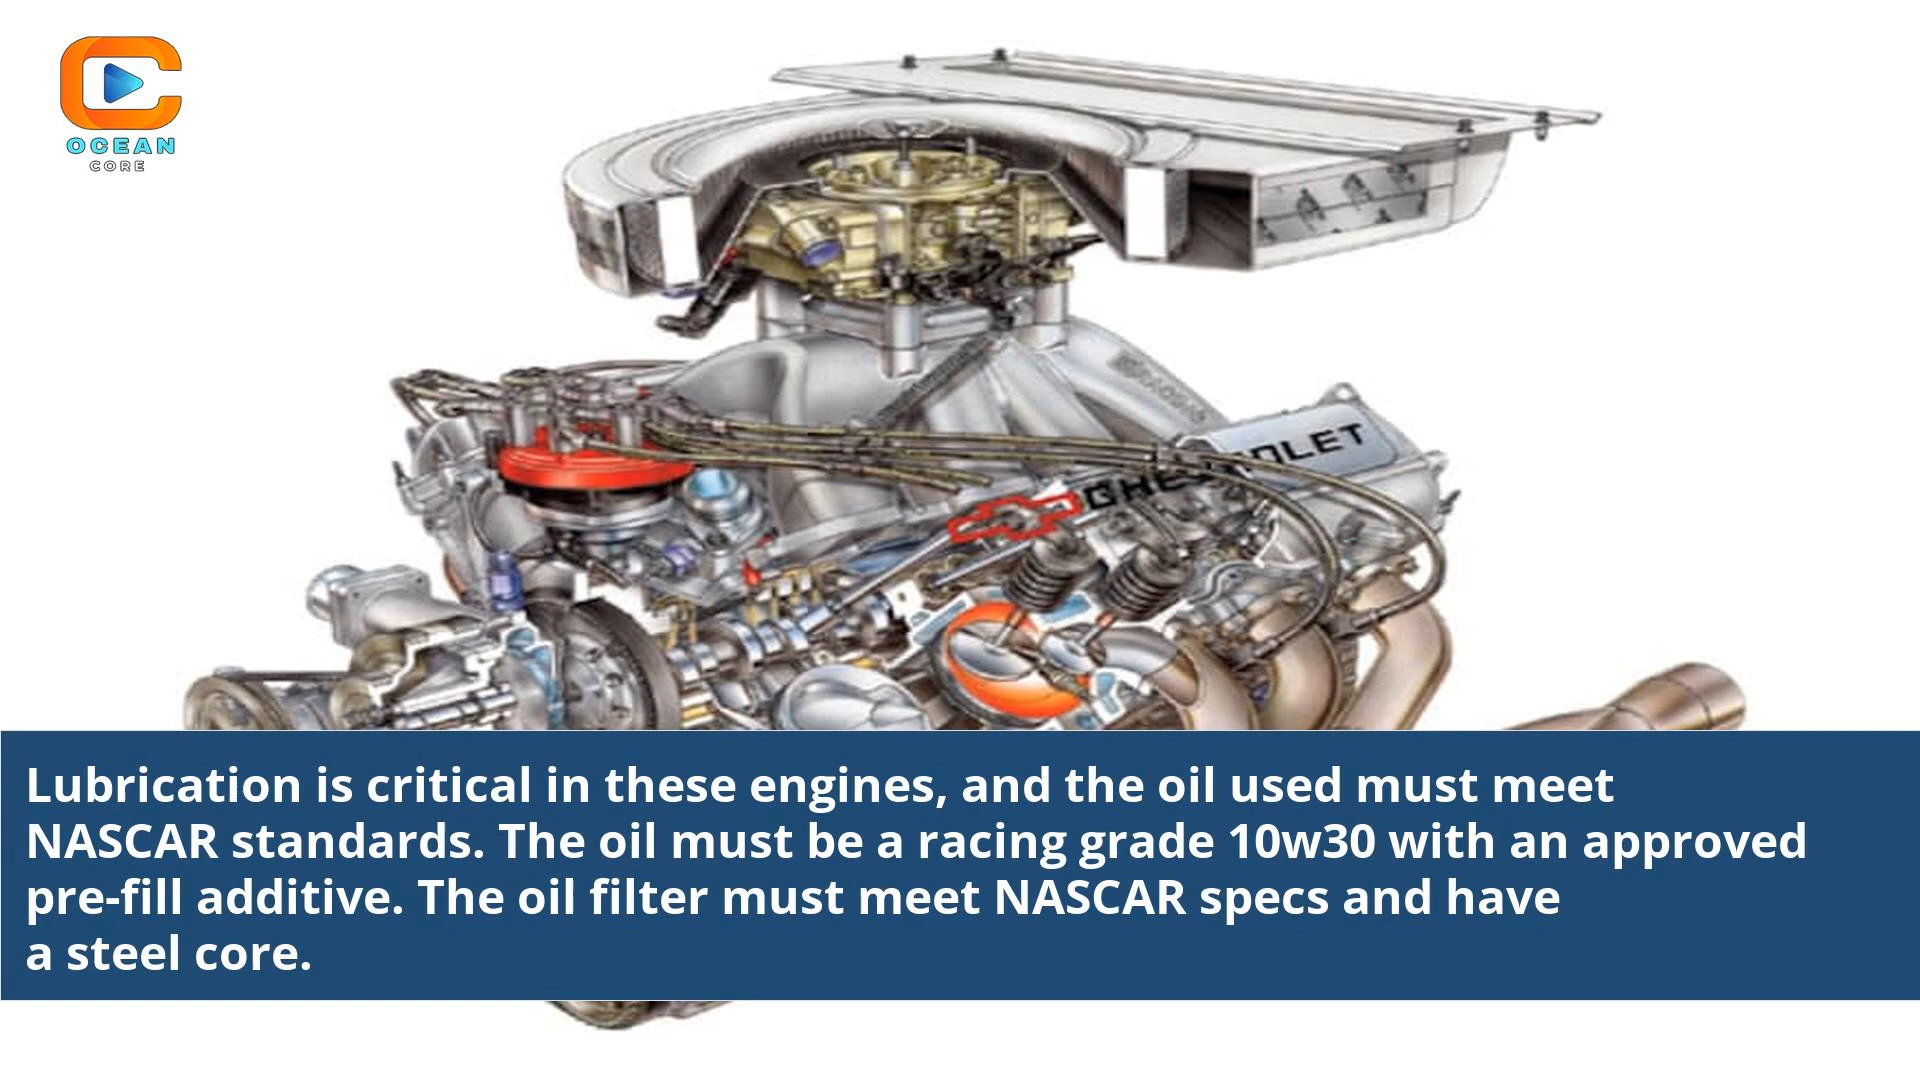 OCEAN
CORE
CHEVROLET
Lubrication is critical in these engines, and the oil used must meet
NASCAR standards. The oil must be a racing grade 10w30 with an approved
pre-fill additive. The oil filter must meet NASCAR specs and have
a steel core.